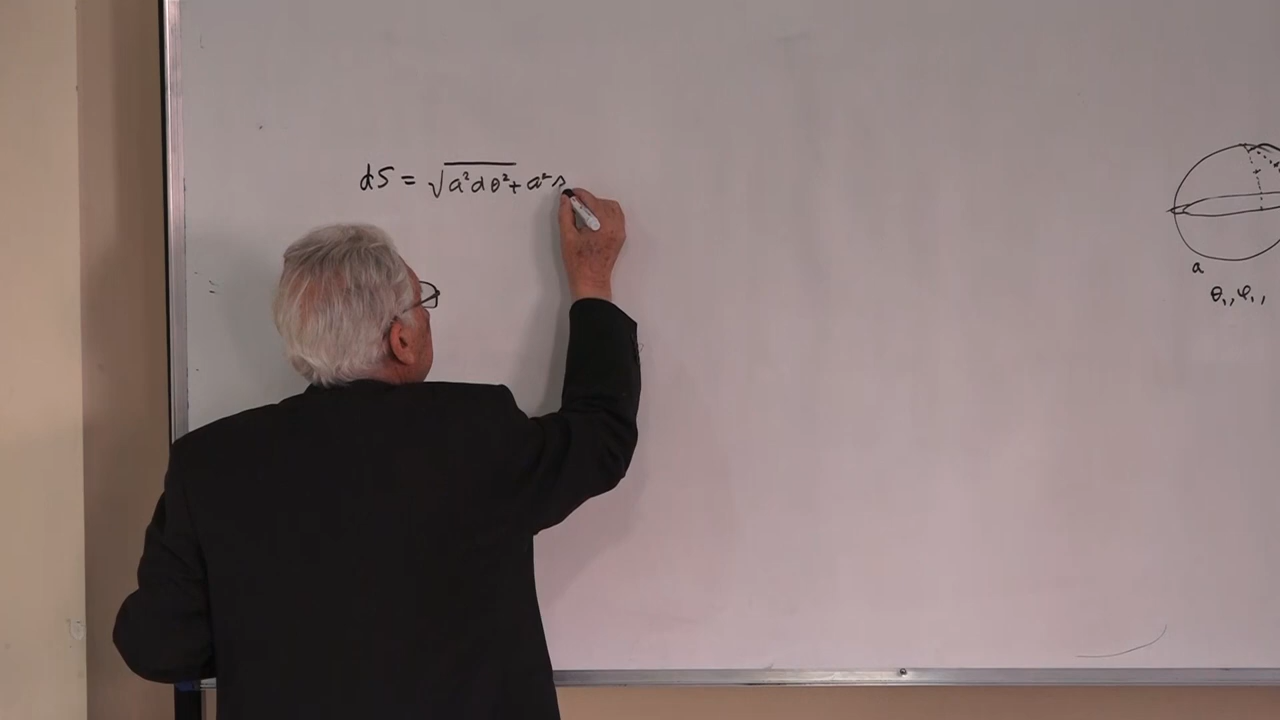 dS = √a²dθ² + a² s
a
θ₁, φ₁,